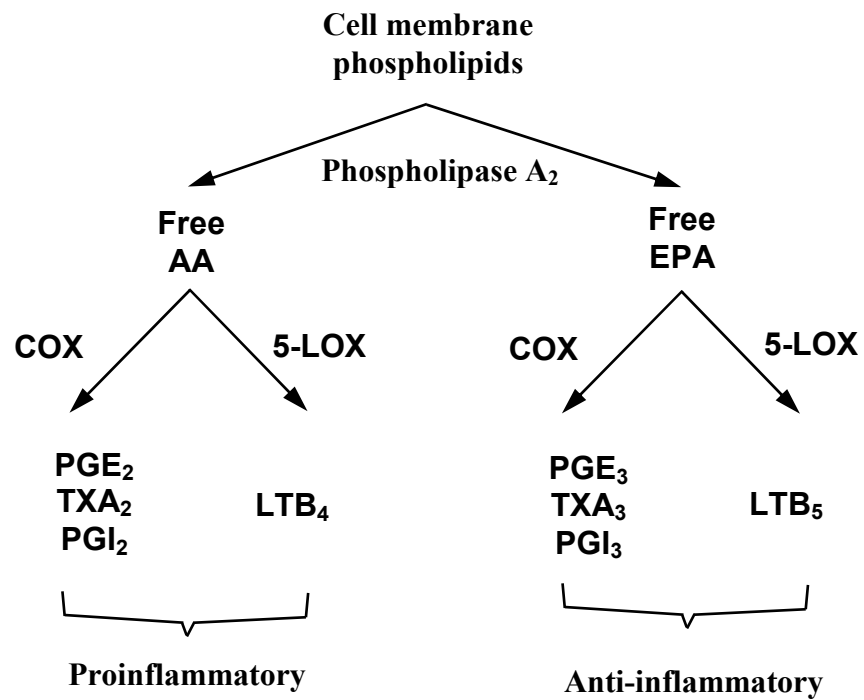 Cell membrane
phospholipids
Phospholipase A₂
Free
AA
Free
EPA
COX
5-LOX
COX
5-LOX
PGE₂
TXA₂
PGI₂
LTB₄
PGE₃
TXA₃
PGI₃
LTB₅
Proinflammatory
Anti-inflammatory